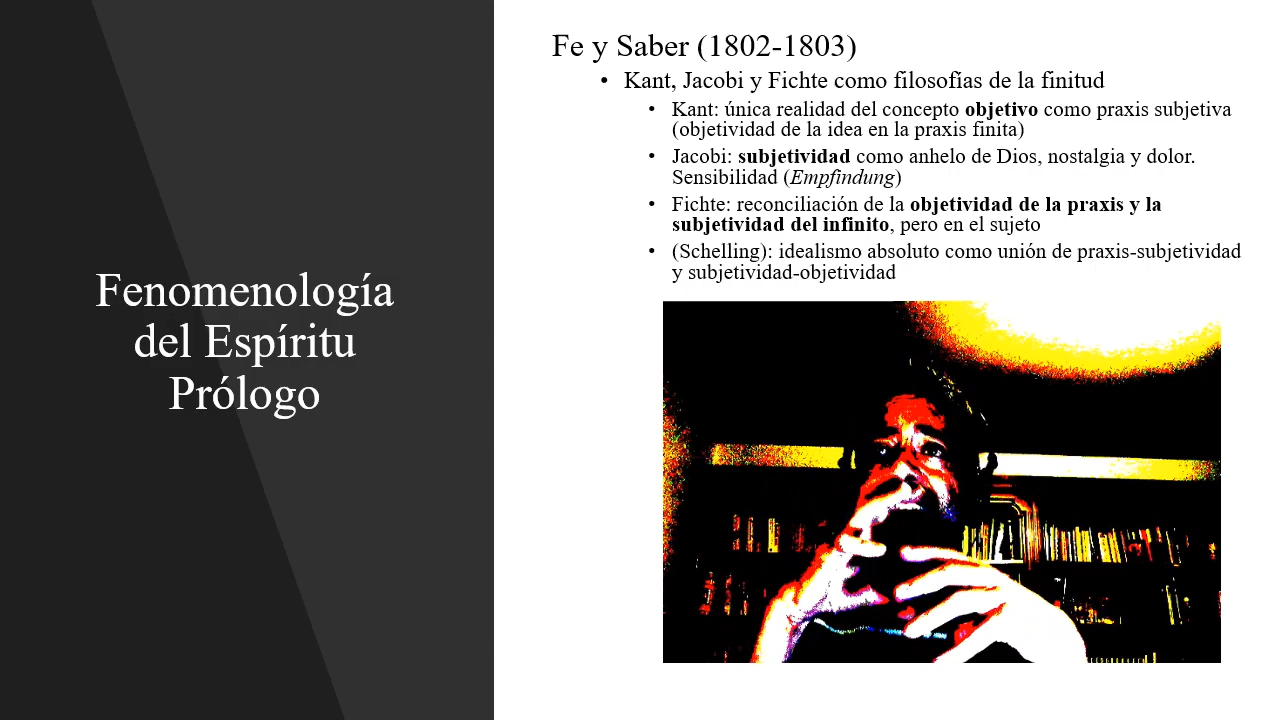 Fenomenología
del Espíritu
Prólogo
Fe y Saber (1802-1803)
• Kant, Jacobi y Fichte como filosofías de la finitud
• Kant: única realidad del concepto objetivo como praxis subjetiva
(objetividad de la idea en la praxis finita)
• Jacobi: subjetividad como anhelo de Dios, nostalgia y dolor.
Sensibilidad (Empfindung)
• Fichte: reconciliación de la objetividad de la praxis y la
subjetividad del infinito, pero en el sujeto
• (Schelling): idealismo absoluto como unión de praxis-subjetividad
y subjetividad-objetividad